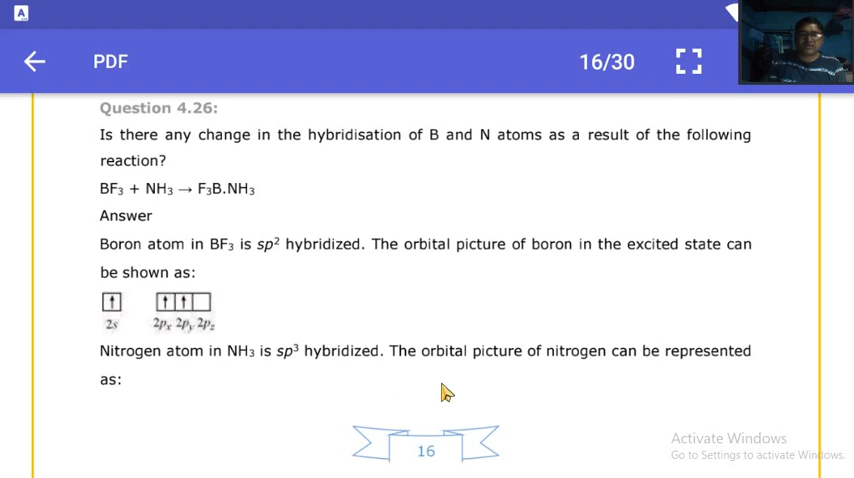 A
PDF
16/30
Question 4.26:
Is there any change in the hybridisation of B and N atoms as a result of the following
reaction?
BF₃ + NH₃ → F₃B.NH₃
Answer
Boron atom in BF₃ is sp² hybridized. The orbital picture of boron in the excited state can
be shown as:
↑ ↑ ↑
2s 2pₓ 2pᵧ 2p_z
Nitrogen atom in NH₃ is sp³ hybridized. The orbital picture of nitrogen can be represented
as:
16
Activate Windows
Go to Settings to activate Windows.